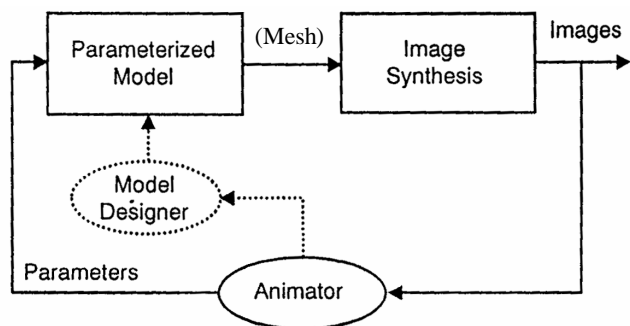 Parameterized
Model
(Mesh)
Image
Synthesis
Images
Model
Designer
Parameters
Animator